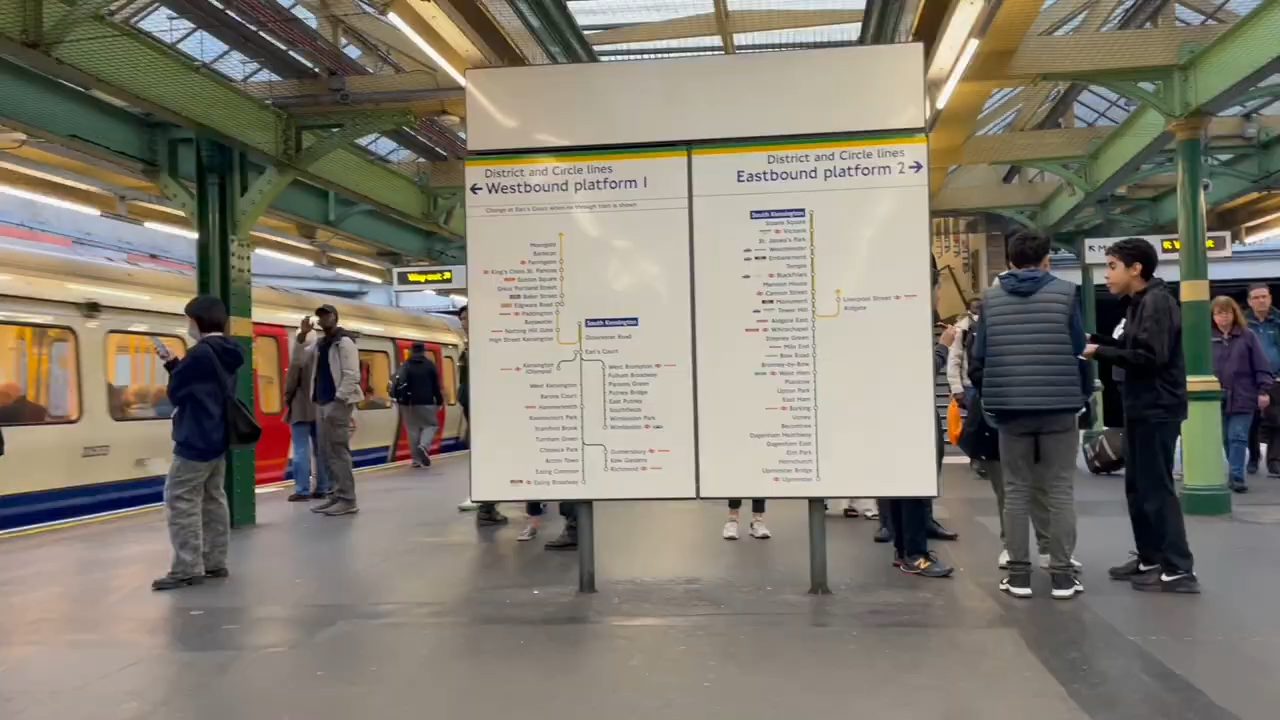 District and Circle lines
Westbound platform 1
Change at Earl's Court when no through train is shown
Moorgate
Barbican
Farringdon
King's Cross St. Pancras
Euston Square
Great Portland Street
Baker Street
Edgware Road
Paddington
Bayswater
Notting Hill Gate
High Street Kensington
South Kensington
Gloucester Road
Earl's Court
Kensington
(Olympia)
West Kensington
Barons Court
Hammersmith
Ravenscourt Park
Stamford Brook
Turnham Green
Chiswick Park
Acton Town
Ealing Common
Ealing Broadway
West Brompton
Fulham Broadway
Parsons Green
Putney Bridge
East Putney
Southfields
Wimbledon Park
Wimbledon
Gunnersbury
Kew Gardens
Richmond
District and Circle lines
Eastbound platform 2
South Kensington
Sloane Square
Victoria
St. James's Park
Westminster
Embankment
Temple
Blackfriars
Mansion House
Cannon Street
Monument
Tower Hill
Liverpool Street
Aldgate
Aldgate East
Whitechapel
Stepney Green
Mile End
Bow Road
Bromley-by-Bow
West Ham
Plaistow
Upton Park
East Ham
Barking
Upney
Becontree
Dagenham Heathway
Dagenham East
Elm Park
Hornchurch
Upminster Bridge
Upminster
Way out